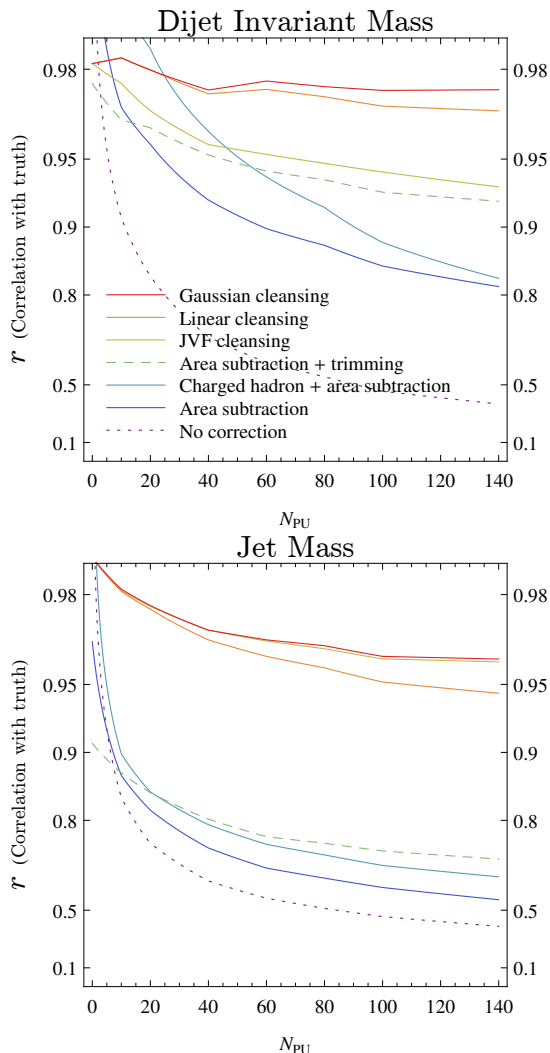 Dijet Invariant Mass
0.98 0.98
0.95 0.95
0.9 0.9
0.8 0.8
0.5 0.5
0.1 0.1
r (Correlation with truth)
Gaussian cleansing
Linear cleansing
JVF cleansing
Area subtraction + trimming
Charged hadron + area subtraction
Area subtraction
No correction
0 20 40 60 80 100 120 140
N_PU
Jet Mass
0.98 0.98
0.95 0.95
0.9 0.9
0.8 0.8
0.5 0.5
0.1 0.1
r (Correlation with truth)
0 20 40 60 80 100 120 140
N_PU